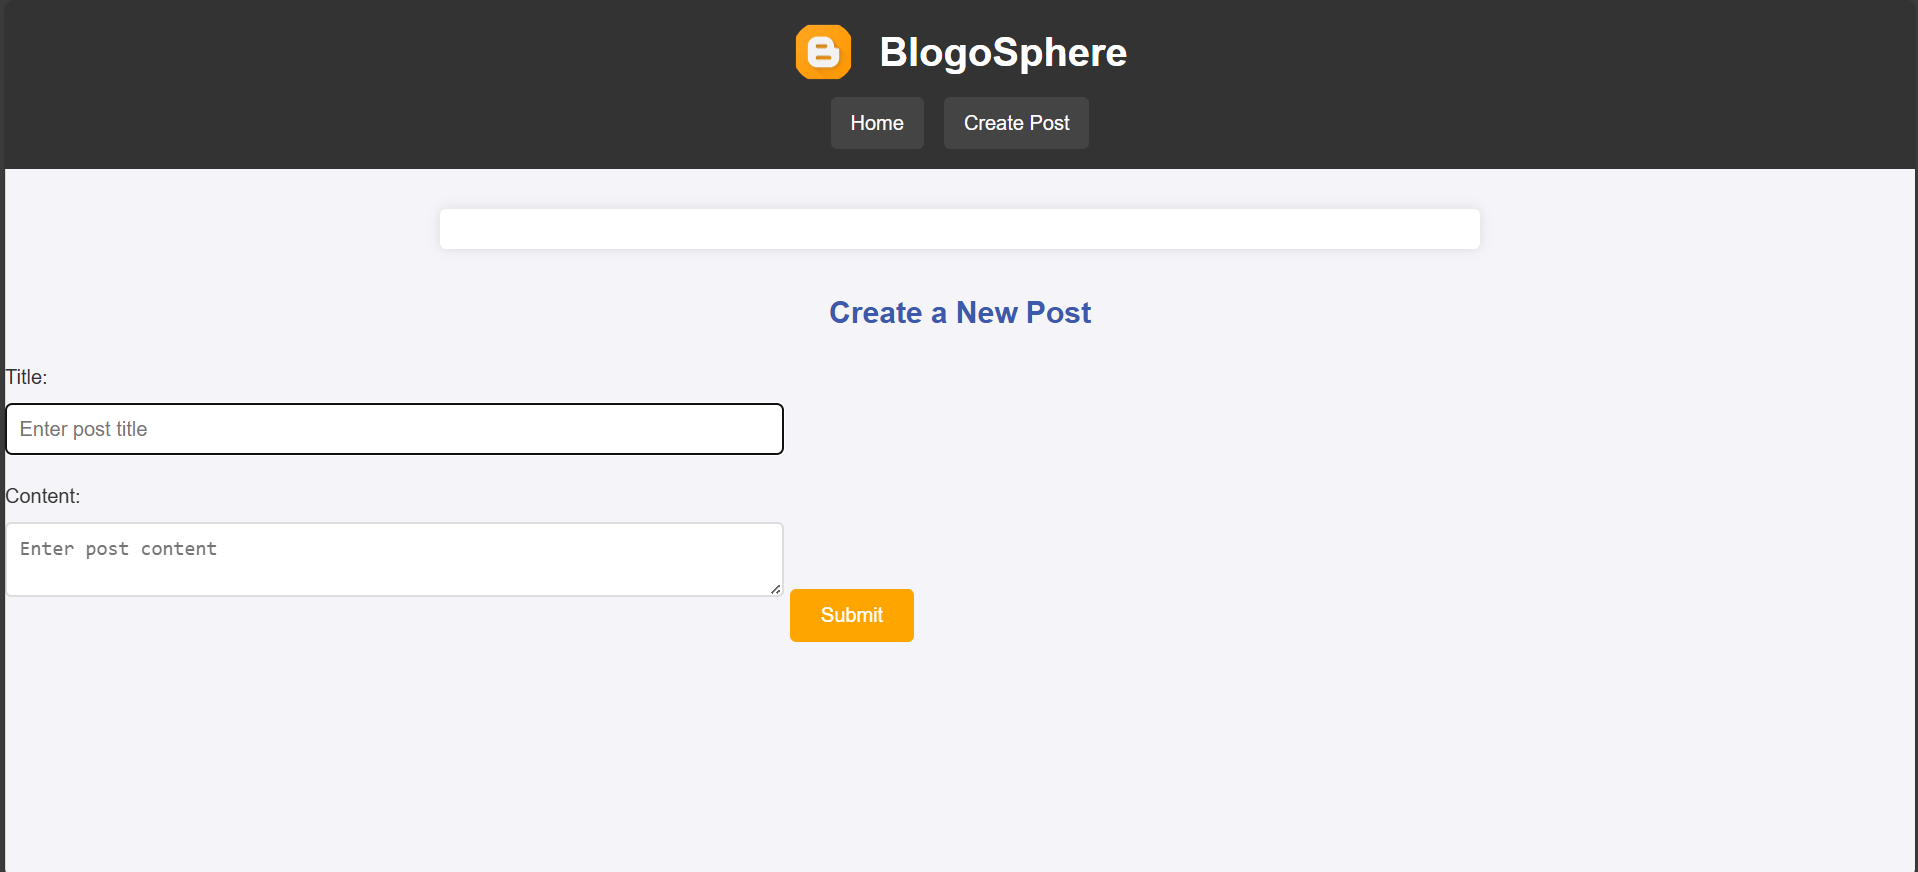 BlogoSphere
Home Create Post
Create a New Post
Title:
Enter post title
Content:
Enter post content
Submit